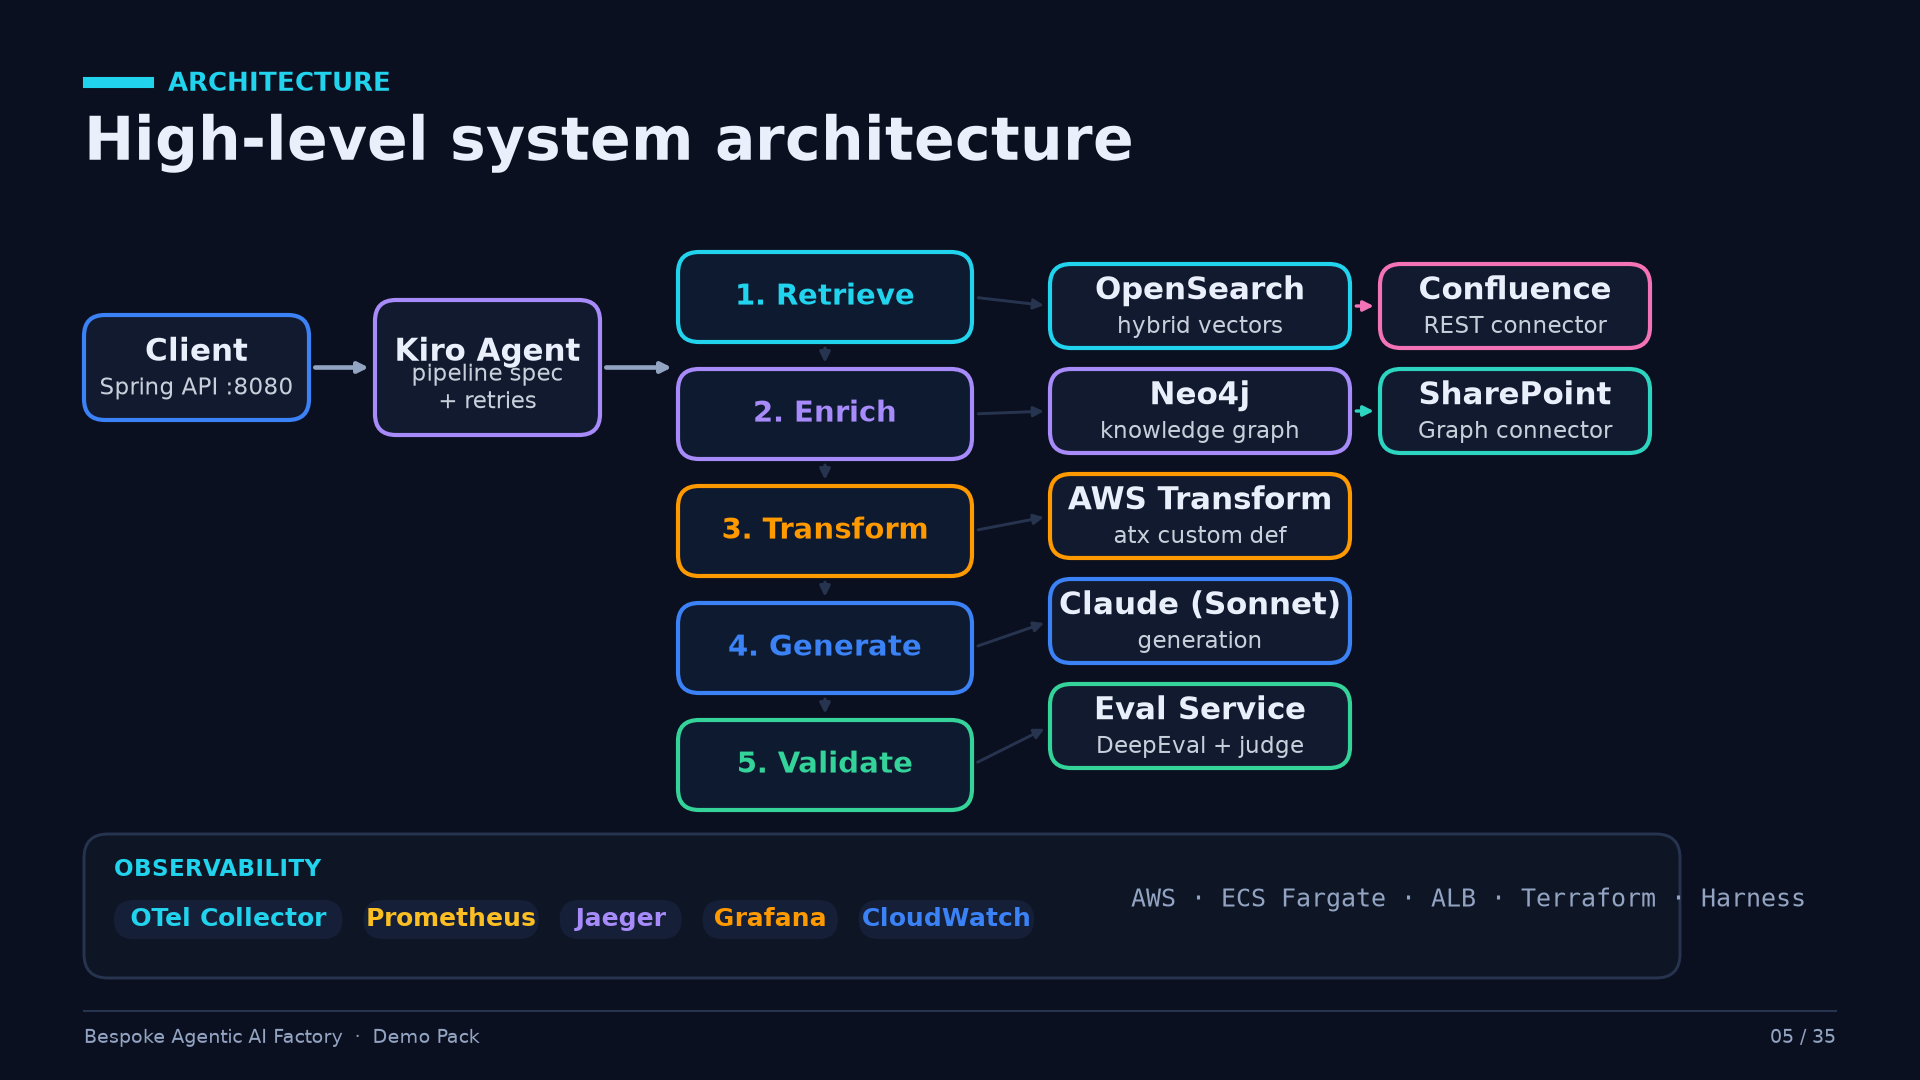 ARCHITECTURE
High-level system architecture
Client
Spring API :8080
Kiro Agent
pipeline spec
+ retries
1. Retrieve
2. Enrich
3. Transform
4. Generate
5. Validate
OpenSearch
hybrid vectors
Confluence
REST connector
Neo4j
knowledge graph
SharePoint
Graph connector
AWS Transform
atx custom def
Claude (Sonnet)
generation
Eval Service
DeepEval + judge
OBSERVABILITY
OTel Collector
Prometheus
Jaeger
Grafana
CloudWatch
AWS · ECS Fargate · ALB · Terraform · Harness
Bespoke Agentic AI Factory · Demo Pack
05 / 35